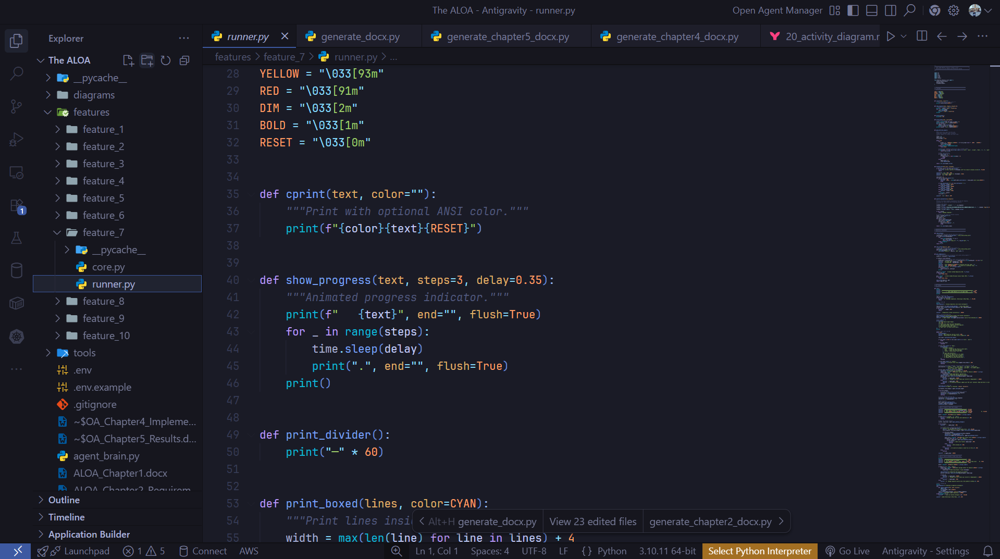 The ALOA - Antigravity - runner.py
Open Agent Manager
Explorer
runner.py
generate_docx.py
generate_chapter5_docx.py
generate_chapter4_docx.py
20_activity_diagram.r
The ALOA
features > feature_7 > runner.py > ...
__pycache__
diagrams
features
feature_1
feature_2
feature_3
feature_4
feature_5
feature_6
feature_7
__pycache__
core.py
runner.py
feature_8
feature_9
feature_10
tools
.env
.env.example
.gitignore
~$OA_Chapter4_Impleme...
~$OA_Chapter5_Results.d...
agent_brain.py
ALOA_Chapter1.docx
ALOA_Chapter2_Requirem
Outline
Timeline
Application Builder
1
28 YELLOW = "\033[93m"
29 RED = "\033[91m"
30 DIM = "\033[2m"
31 BOLD = "\033[1m"
32 RESET = "\033[0m"
33
34
35 def cprint(text, color=""):
36 """Print with optional ANSI color."""
37 print(f"{color}{text}{RESET}")
38
39
40 def show_progress(text, steps=3, delay=0.35):
41 """Animated progress indicator."""
42 print(f"   {text}", end="", flush=True)
43 for _ in range(steps):
44 time.sleep(delay)
45 print(".", end="", flush=True)
46 print()
47
48
49 def print_divider():
50 print("─" * 60)
51
52
53 def print_boxed(lines, color=CYAN):
54 """Print lines insi
55 width = max(len(line) for line in lines) + 4
Alt+H generate_docx.py
View 23 edited files
generate_chapter2_docx.py
Launchpad
1
5
Connect
AWS
Ln 1, Col 1
Spaces: 4
UTF-8
LF
{} Python
3.10.11 64-bit
Select Python Interpreter
Go Live
Antigravity - Settings